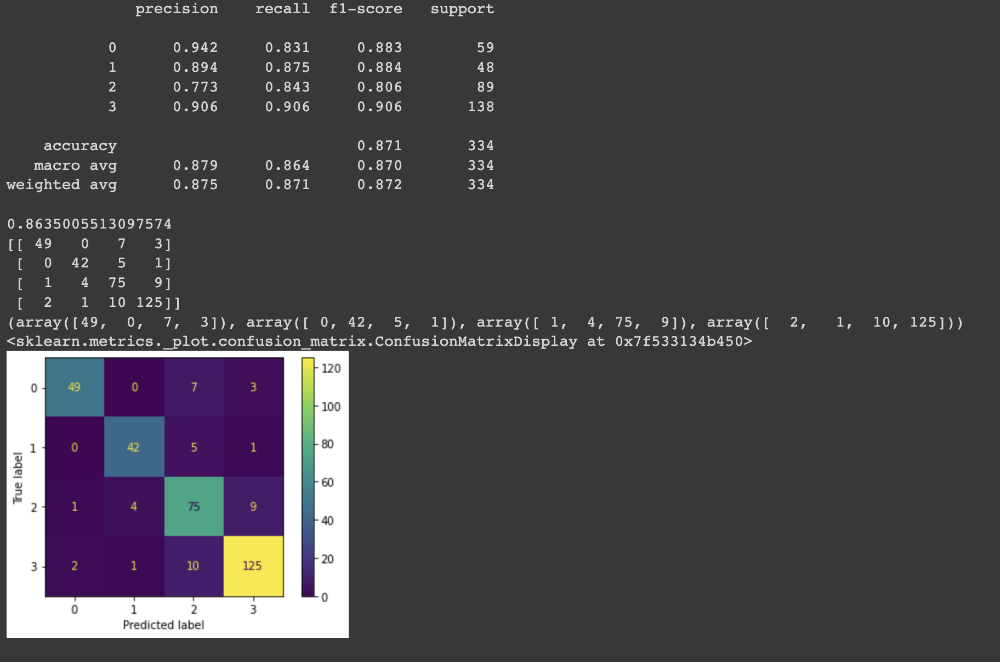 precision recall f1-score support
0 0.942 0.831 0.883 59
1 0.894 0.875 0.884 48
2 0.773 0.843 0.806 89
3 0.906 0.906 0.906 138
accuracy 0.871 334
macro avg 0.879 0.864 0.870 334
weighted avg 0.875 0.871 0.872 334
0.8635005513097574
[[ 49 0 7 3]
[ 0 42 5 1]
[ 1 4 75 9]
[ 2 1 10 125]]
(array([49, 0, 7, 3]), array([ 0, 42, 5, 1]), array([ 1, 4, 75, 9]), array([ 2, 1, 10, 125]))
<sklearn.metrics._plot.confusion_matrix.ConfusionMatrixDisplay at 0x7f533134b450>
120
0 49 0 7 3
100
1 0 42 5 1
80
60
True label
2 1 4 75 9
40
20
3 2 1 10 125
0
0 1 2 3
Predicted label